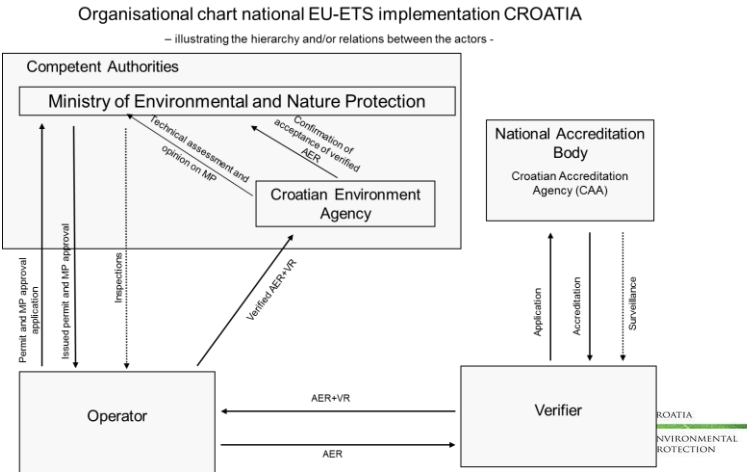 Organisational chart national EU-ETS implementation CROATIA
– illustrating the hierarchy and/or relations between the actors -
Competent Authorities
Ministry of Environmental and Nature Protection
Technical assessment and
opinion on MP
Confirmation of
acceptance of verified
AER
Croatian Environment
Agency
National Accreditation
Body
Croatian Accreditation
Agency (CAA)
Permit and MP approval
application
Issued permit and MP approval
Inspections
Verified AER+VR
Application
Accreditation
Surveillance
Operator
AER+VR
AER
Verifier
ROATIA
NVIRONMENTAL
ROTECTION